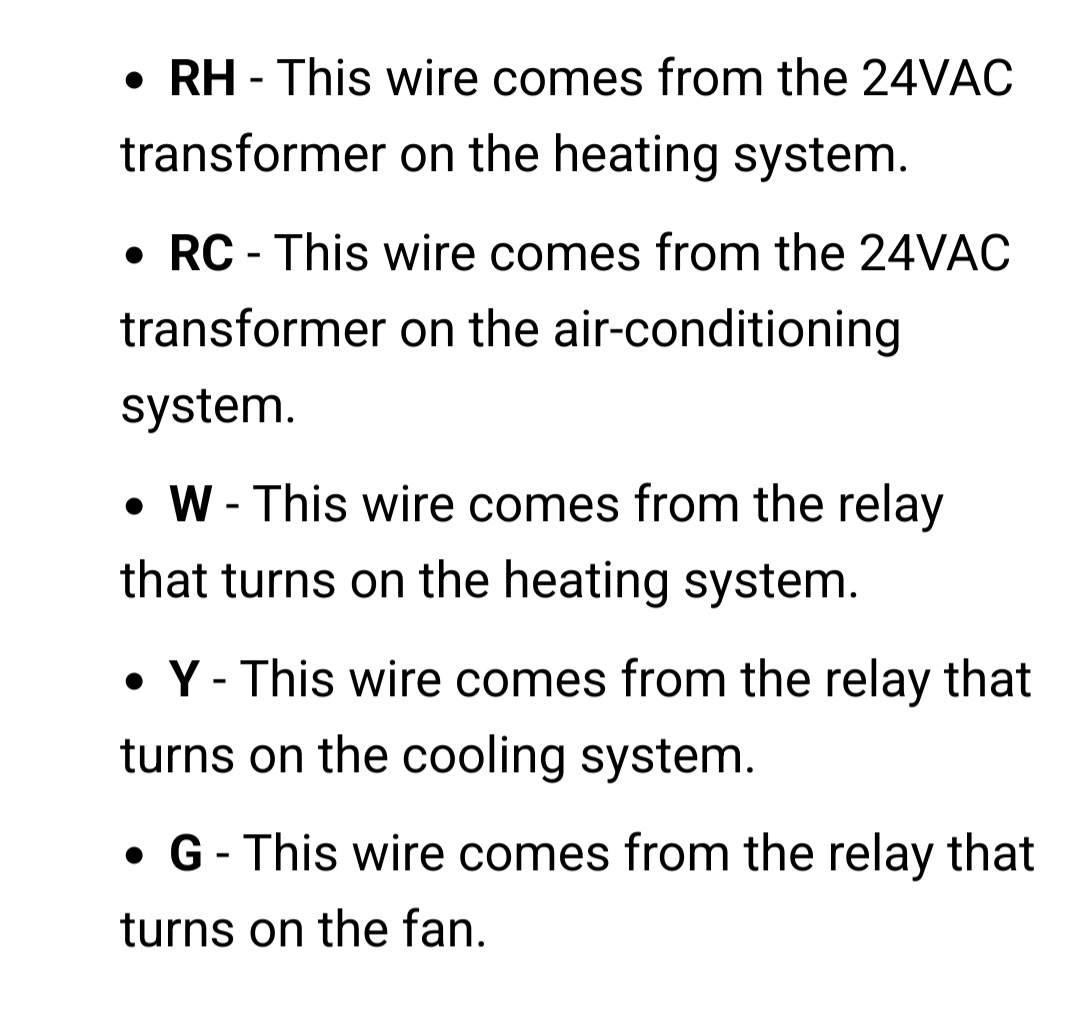 • RH - This wire comes from the 24VAC
transformer on the heating system.
• RC - This wire comes from the 24VAC
transformer on the air-conditioning
system.
• W - This wire comes from the relay
that turns on the heating system.
• Y - This wire comes from the relay that
turns on the cooling system.
• G - This wire comes from the relay that
turns on the fan.